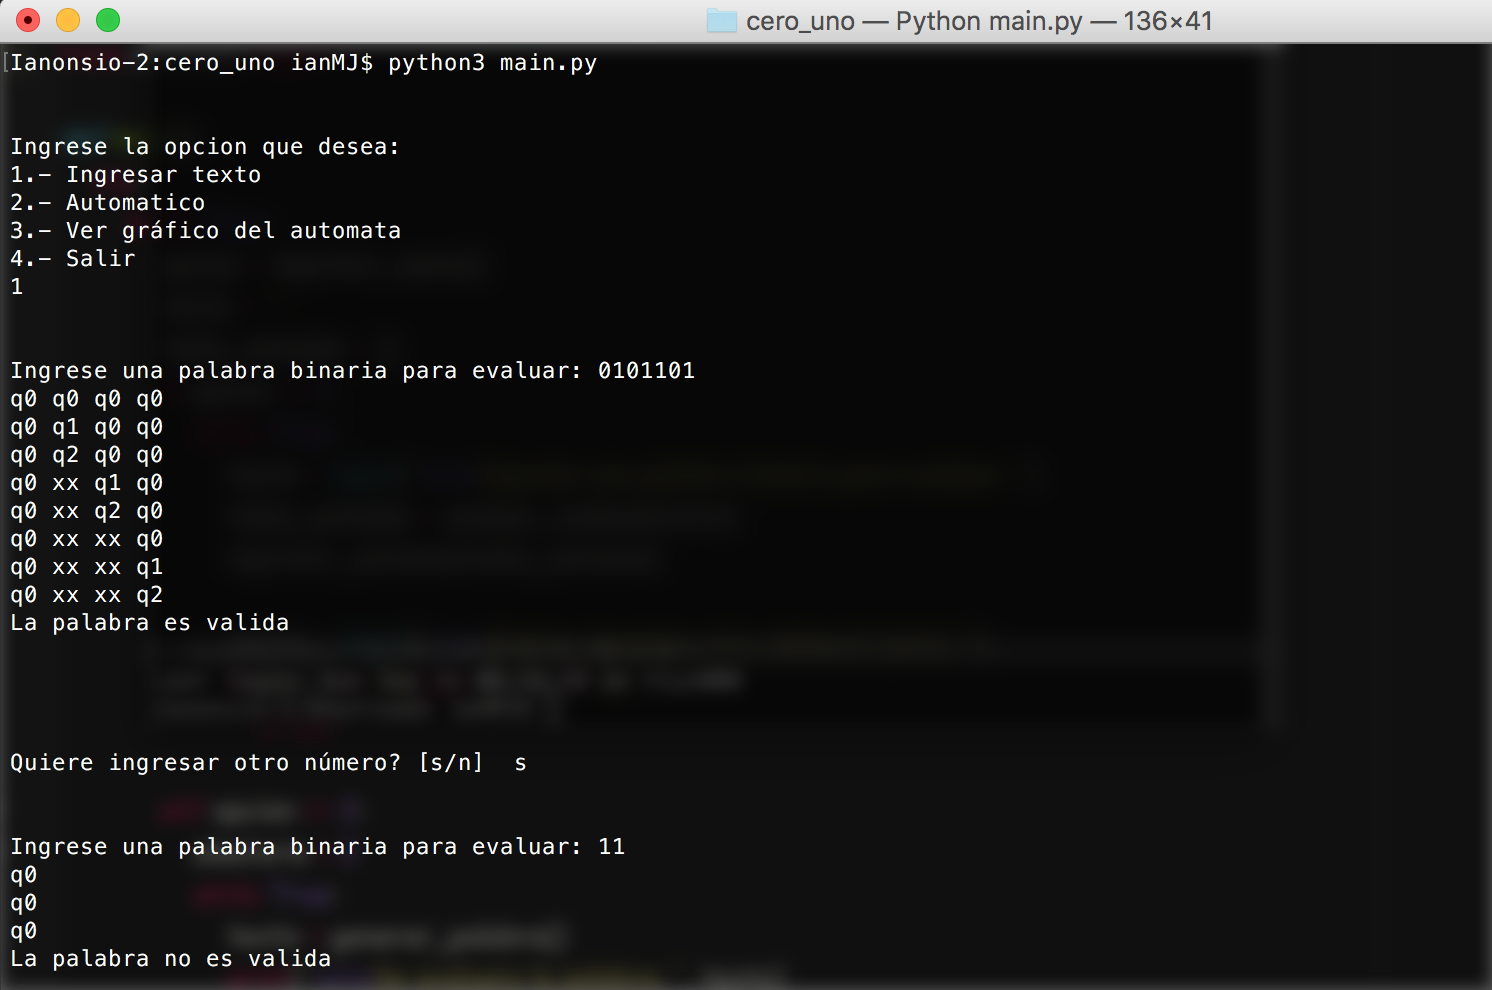 cero_uno — Python main.py — 136×41
Ianonsio-2:cero_uno ianMJ$ python3 main.py
Ingrese la opcion que desea:
1.- Ingresar texto
2.- Automatico
3.- Ver gráfico del automata
4.- Salir
1
Ingrese una palabra binaria para evaluar: 0101101
q0 q0 q0 q0
q0 q1 q0 q0
q0 q2 q0 q0
q0 xx q1 q0
q0 xx q2 q0
q0 xx xx q0
q0 xx xx q1
q0 xx xx q2
La palabra es valida
Quiere ingresar otro número? [s/n]  s
Ingrese una palabra binaria para evaluar: 11
q0
q0
q0
La palabra no es valida